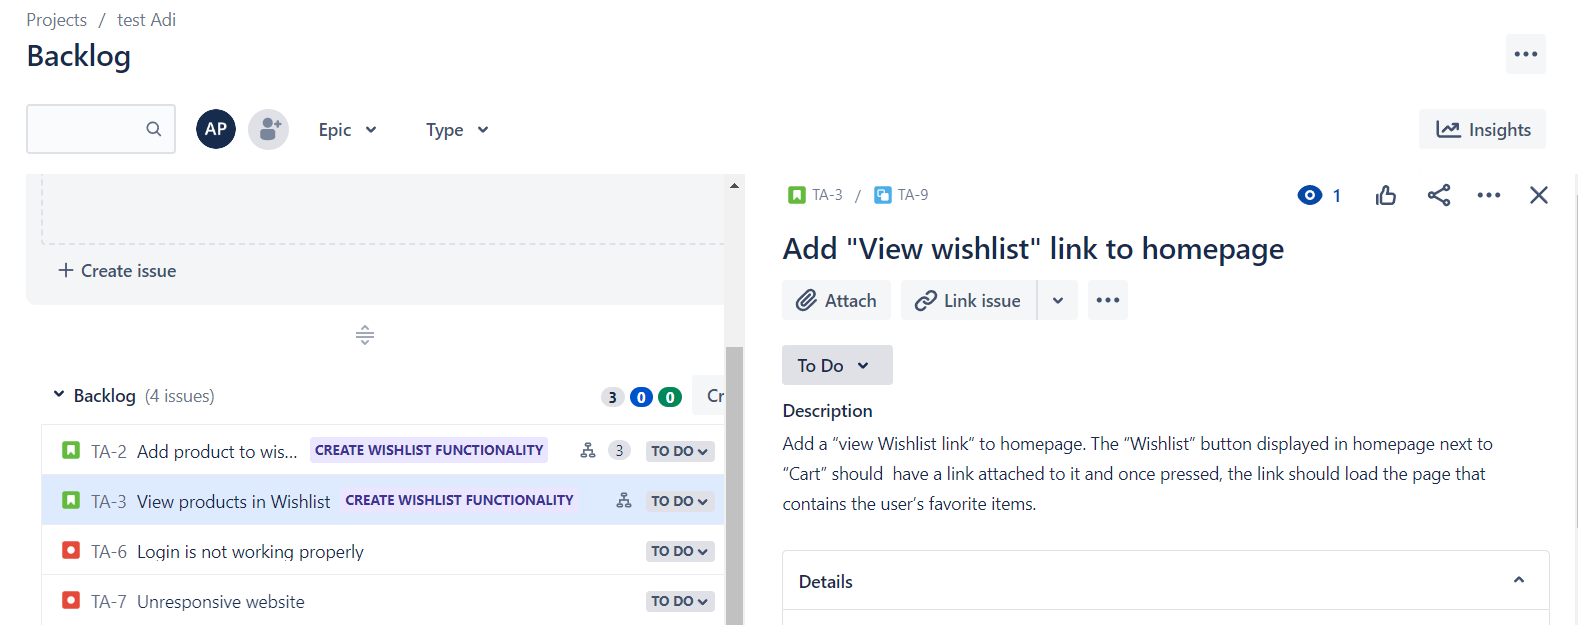 Projects / test Adi
Backlog
AP Epic Type Insights
Create issue
Backlog (4 issues) 3 0 0 Cr
TA-2 Add product to wis... CREATE WISHLIST FUNCTIONALITY 3 TO DO
TA-3 View products in Wishlist CREATE WISHLIST FUNCTIONALITY TO DO
TA-6 Login is not working properly TO DO
TA-7 Unresponsive website TO DO
TA-3 / TA-9 1
Add "View wishlist" link to homepage
Attach Link issue
To Do
Description
Add a “view Wishlist link” to homepage. The “Wishlist” button displayed in homepage next to
“Cart” should  have a link attached to it and once pressed, the link should load the page that
contains the user’s favorite items.
Details